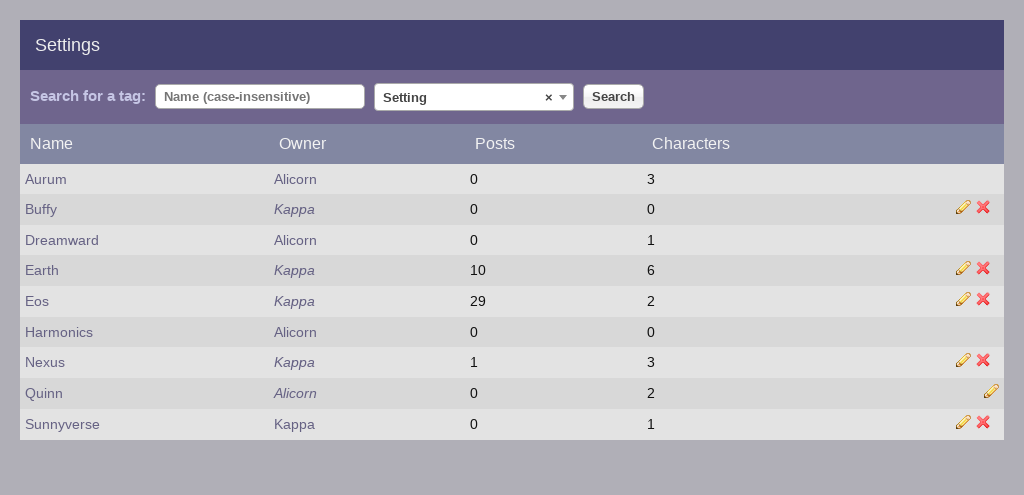 Settings
Search for a tag: Name (case-insensitive) Setting × Search
Name Owner Posts Characters
Aurum Alicorn 0 3
Buffy Kappa 0 0
Dreamward Alicorn 0 1
Earth Kappa 10 6
Eos Kappa 29 2
Harmonics Alicorn 0 0
Nexus Kappa 1 3
Quinn Alicorn 0 2
Sunnyverse Kappa 0 1